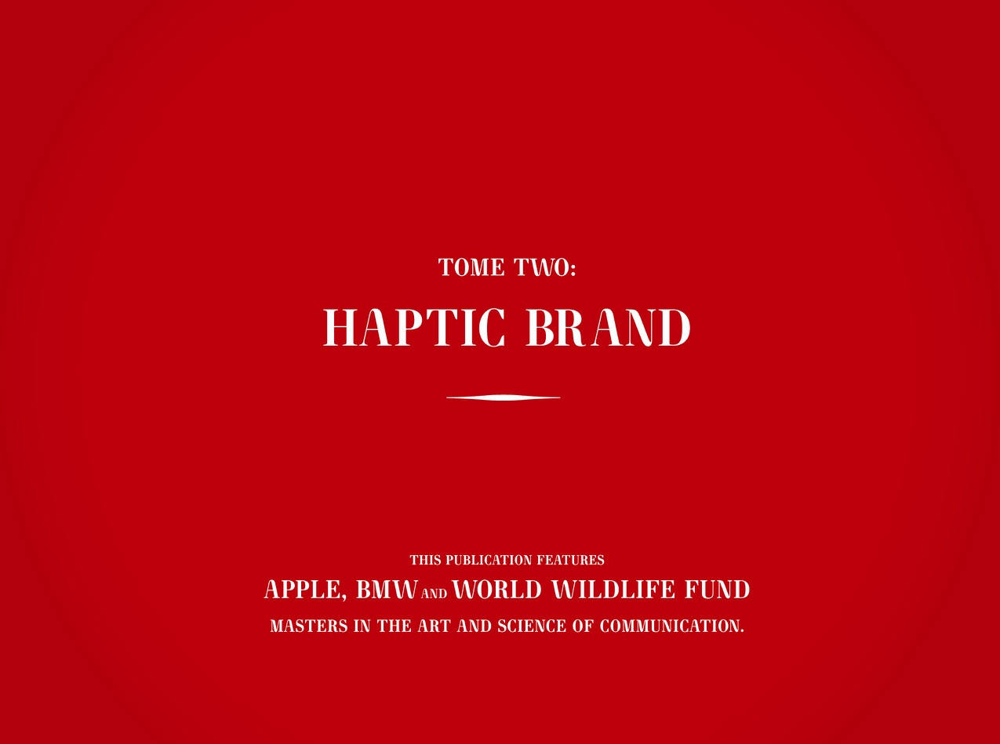 TOME TWO:
HAPTIC BRAND
THIS PUBLICATION FEATURES
APPLE, BMW AND WORLD WILDLIFE FUND
MASTERS IN THE ART AND SCIENCE OF COMMUNICATION.